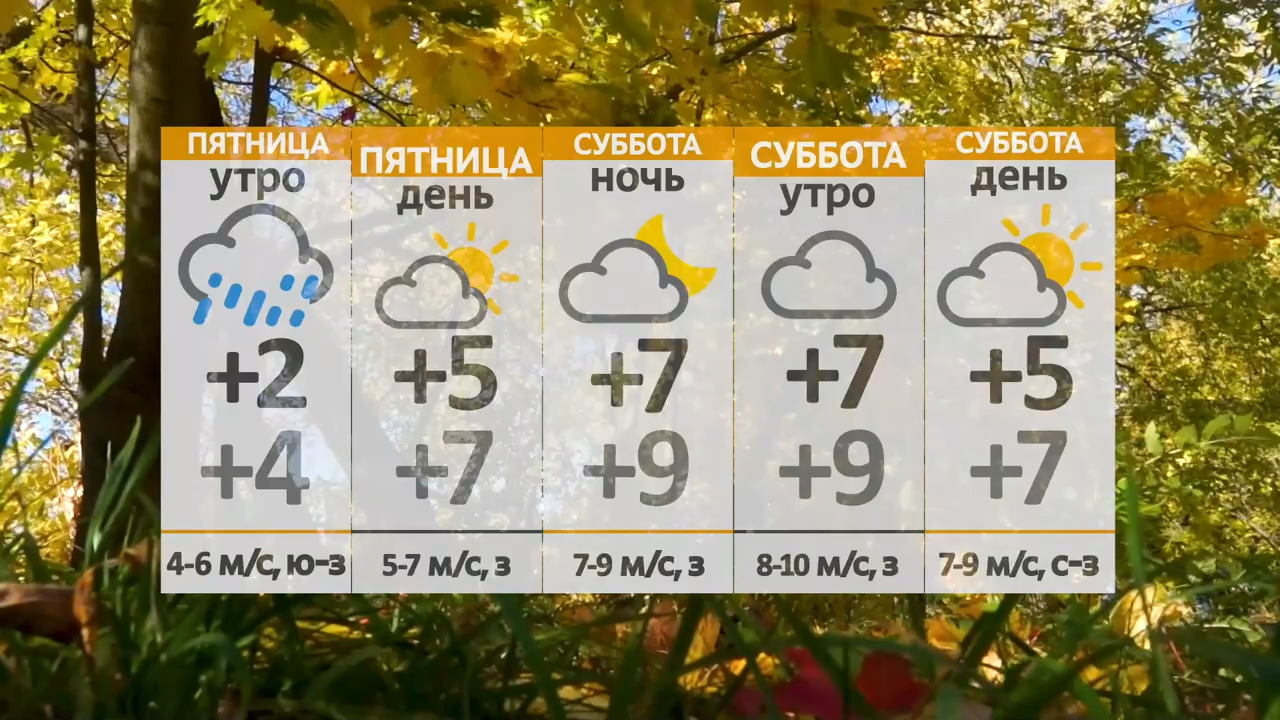 ПЯТНИЦА
утро
+2
+4
4-6 м/с, ю-з
ПЯТНИЦА
день
+5
+7
5-7 м/с, з
СУББОТА
ночь
+7
+9
7-9 м/с, з
СУББОТА
утро
+7
+9
8-10 м/с, з
СУББОТА
день
+5
+7
7-9 м/с, с-з